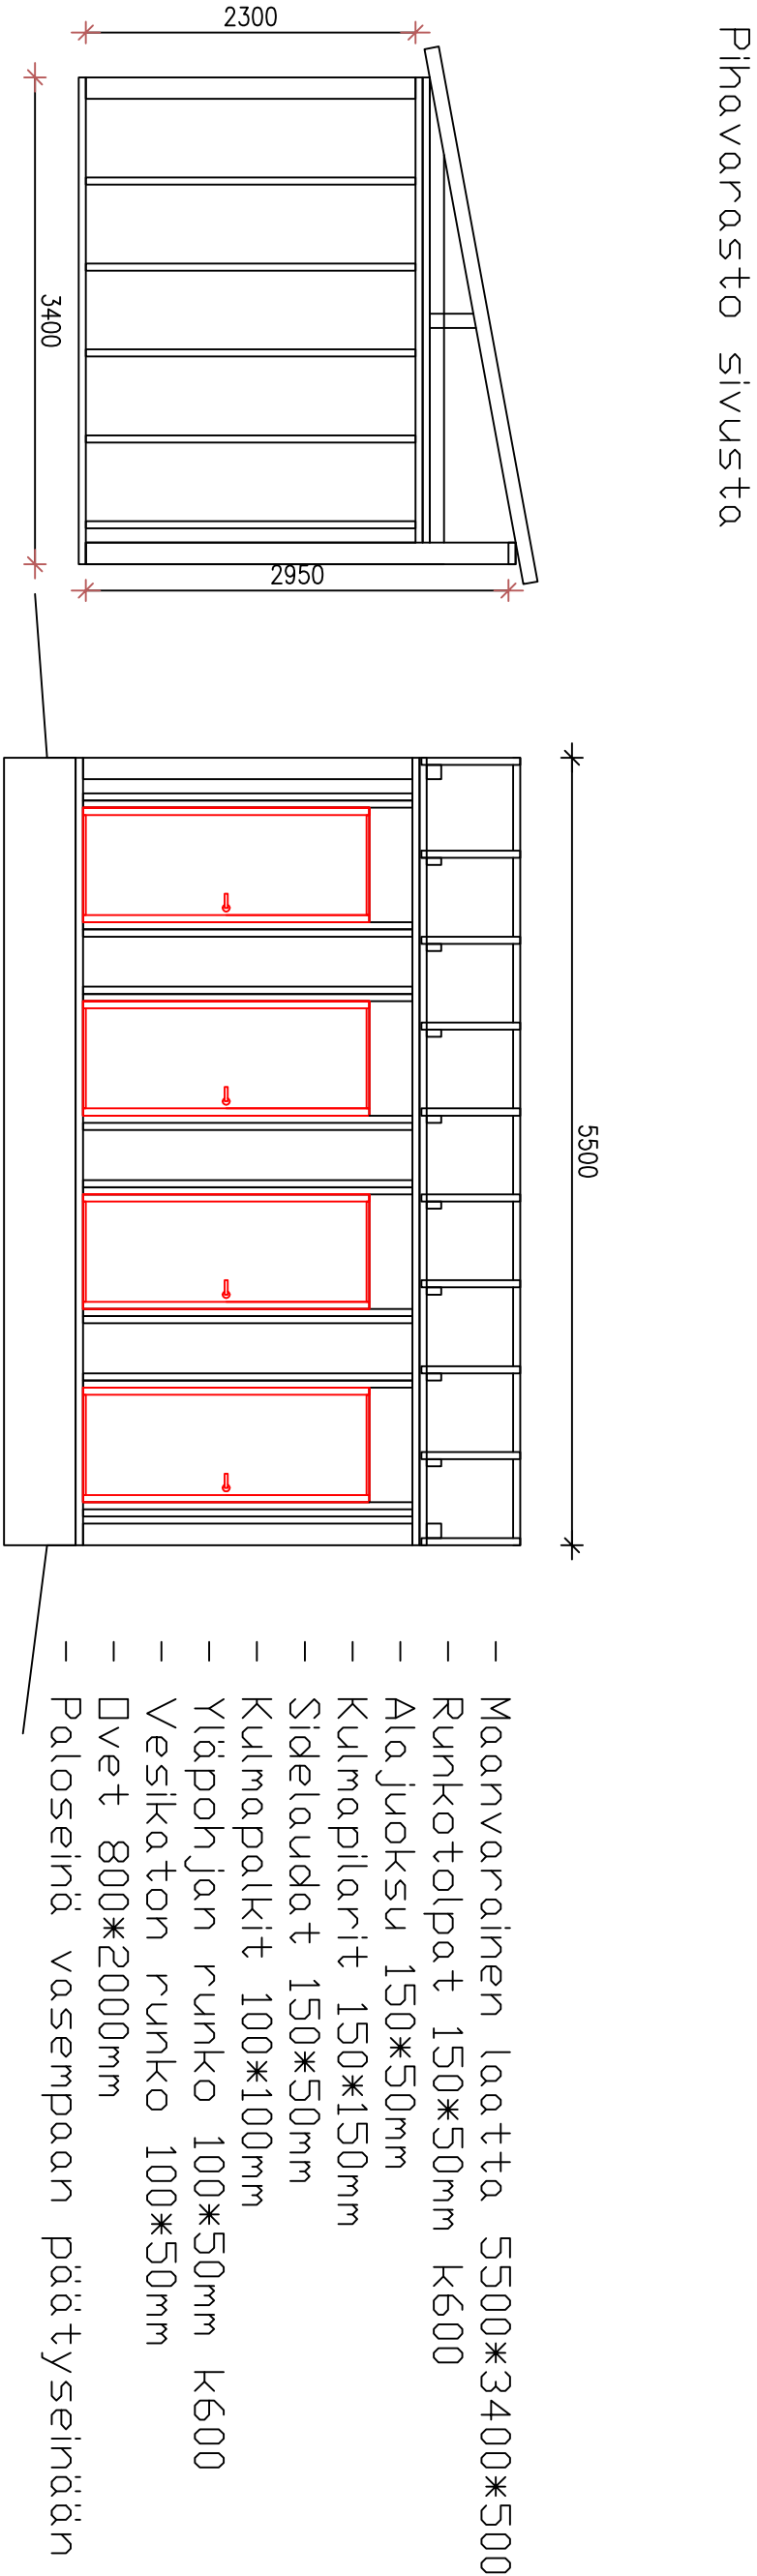 Pihavarasto sivusta
2300
3400
2950
5500
- Maanvarainen laatta 5500*3400*500
- Runkotolpat 150*50mm k600
- Alajuoksu 150*50mm
- Kulmapilarit 150*150mm
- Sidelaudat 150*50mm
- Kulmapalkit 100*100mm
- Yläpohjan runko 100*50mm k600
- Vesikaton runko 100*50mm
- Ovet 800*2000mm
- Paloseinä vasempaan päätyseinään